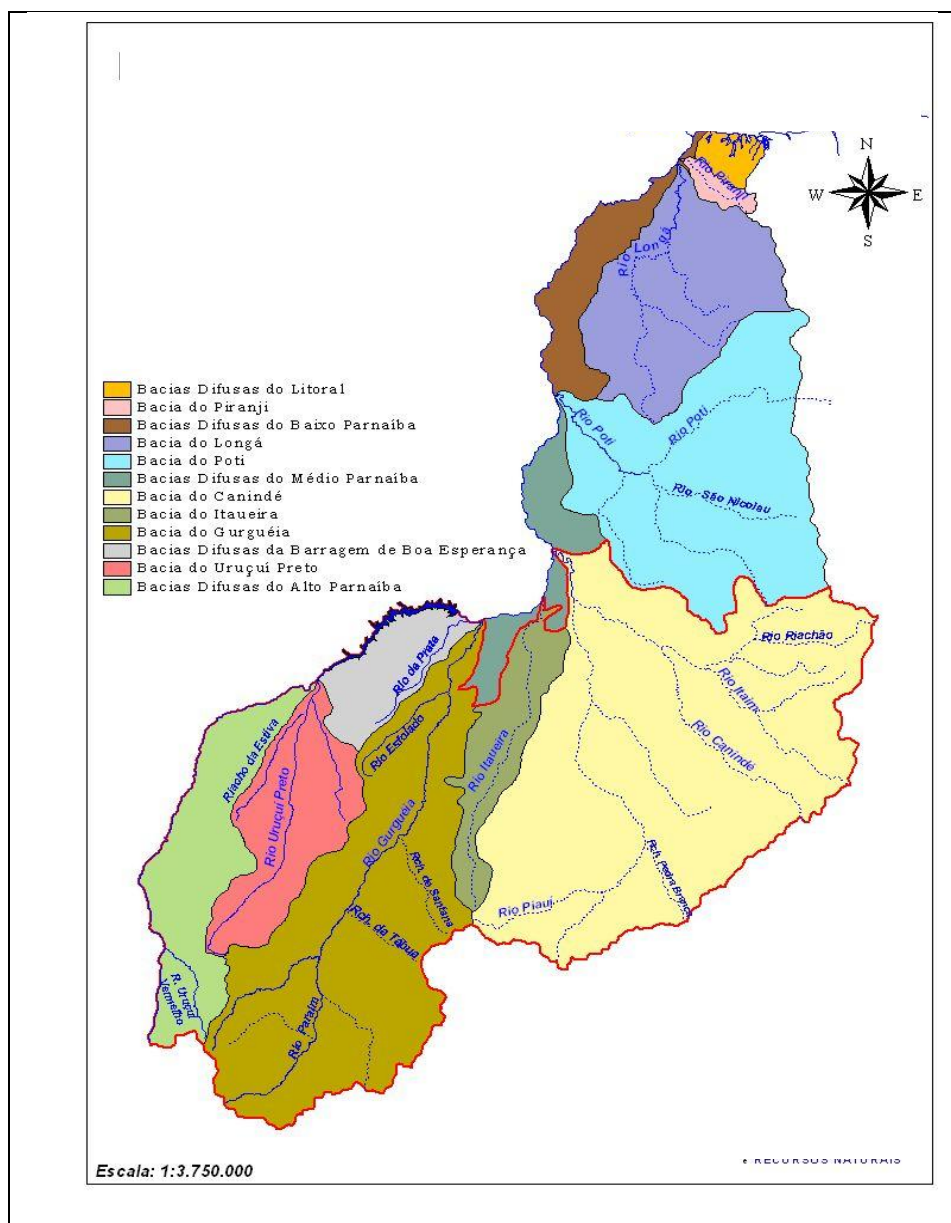 N
W
E
S
Rio Piranji
Rio Longá
Bacias Difusas do Litoral
Bacia do Piranji
Bacias Difusas do Baixo Parnaíba
Bacia do Longá
Bacia do Poti
Bacias Difusas do Médio Parnaíba
Bacia do Canindé
Bacia do Itaueira
Bacia do Gurguéia
Bacias Difusas da Barragem de Boa Esperança
Bacia do Uruçuí Preto
Bacias Difusas do Alto Parnaíba
Rio Poti
Rio Poti
Rio São Nicolau
Rio Riachão
Rio da Prata
Rio Itaim
Riacho da Estiva
Rio Esfolado
Rio Itaueira
Rio Canindé
Rio Uruçuí Preto
Rio Gurgueia
Rch. de Santana
Rch. Pedra Branca
Rio Piaui
Rch. da Tábua
R. Uruçuí
Vermelho
Rio Paraim
Escala: 1:3.750.000
RECURSOS NATURAIS